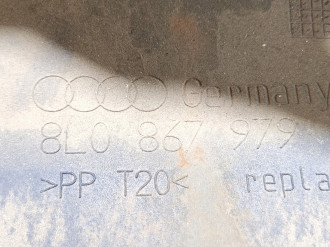 Germany
8L0 867 979
>PP T20< repla